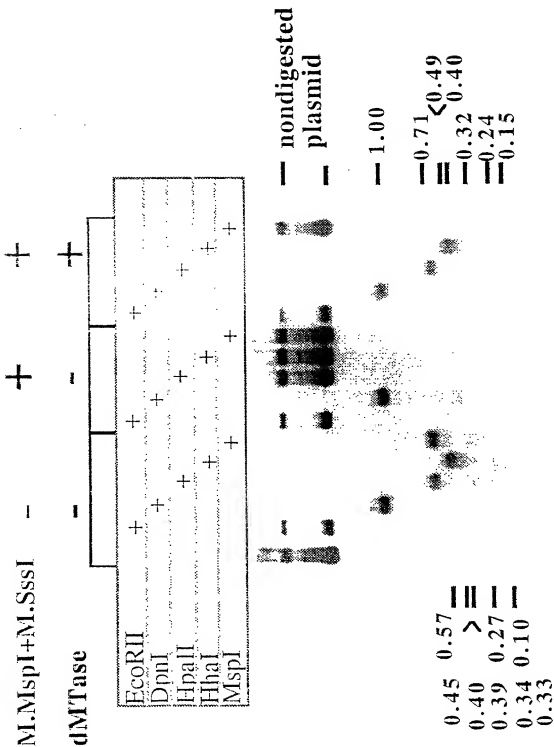 M.MspI+M.SssI - + +
dMTase - - +
EcoRII + + +
DpnI + + +
HpaII + + +
HhaI + + +
MspI + + +
nondigested
plasmid
1.00
0.71
<0.49
0.40
0.32
0.24
0.15
0.45 0.57
0.40 >
0.39 0.27
0.34 0.10
0.33